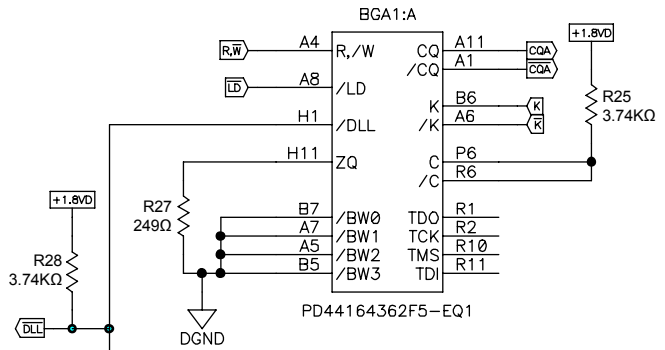 BGA1:A
R,W A4 R,/W CQ A11 CQA
/CQ A1 CQA
LD A8 /LD
K B6 K
H1 /DLL /K A6 K
H11 ZQ C P6
/C R6
+1.8VD
R25
3.74KΩ
+1.8VD
R27
249Ω
R28
3.74KΩ
B7 /BW0 TDO R1
A7 /BW1 TCK R2
A5 /BW2 TMS R10
B5 /BW3 TDI R11
DLL
DGND
PD44164362F5-EQ1